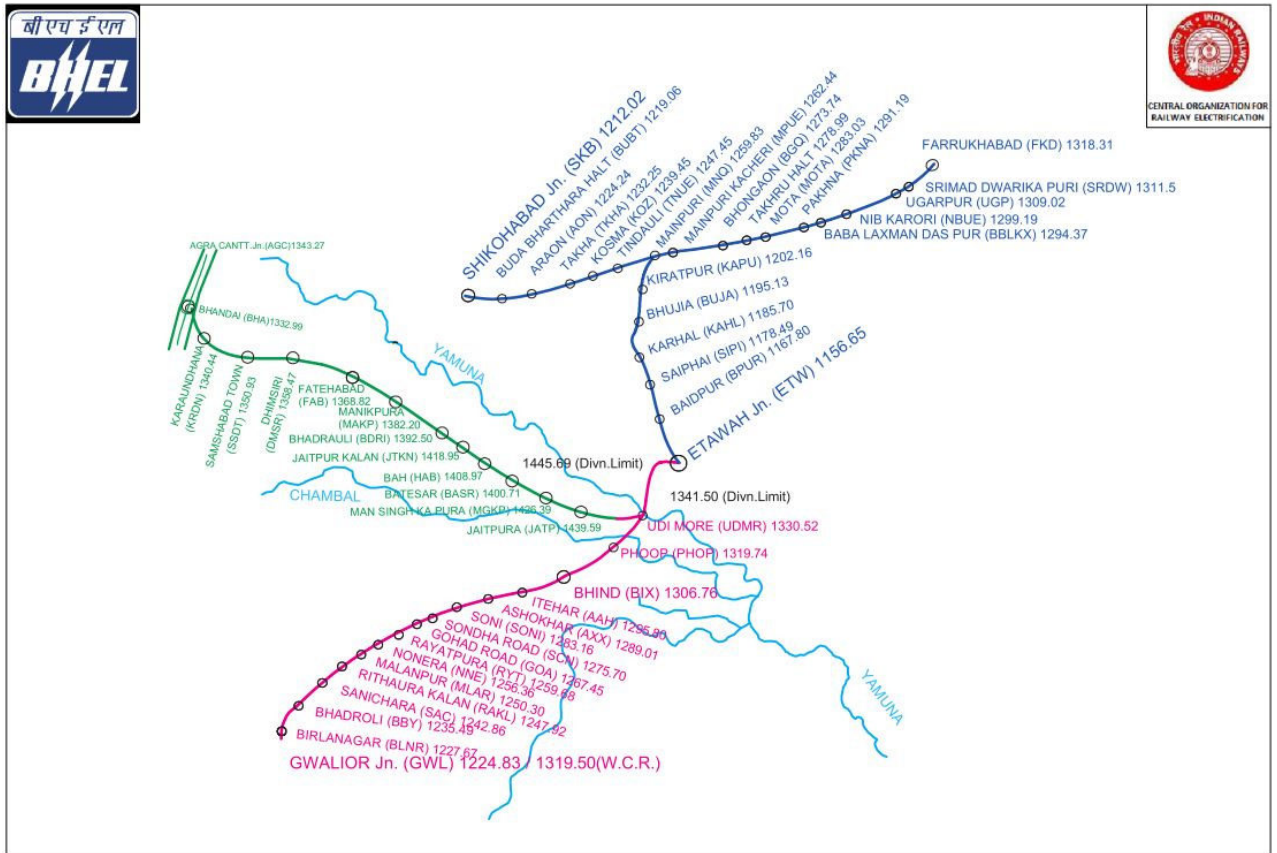 बी एच ई एल
BHEL
INDIAN RAILWAYS
भारतीय रेल
CENTRAL ORGANIZATION FOR
RAILWAY ELECTRIFICATION
SHIKOHABAD Jn. (SKB) 1212.02
BUDA BHARTHARA HALT (BUBT) 1219.06
ARAON (AON) 1224.24
TAKHA (TKHA) 1232.25
KOSMA (KOZ) 1239.45
TINDAULI (TNUE) 1247.45
MAINPURI (MNQ) 1259.83
MAINPURI KACHERI (MPUE) 1262.44
BHONGAON (BGQ) 1273.74
TAKHRU HALT 1278.99
MOTA (MOTA) 1283.03
PAKHNA (PKNA) 1291.19
FARRUKHABAD (FKD) 1318.31
SRIMAD DWARIKA PURI (SRDW) 1311.5
UGARPUR (UGP) 1309.02
NIB KARORI (NBUE) 1299.19
BABA LAXMAN DAS PUR (BBLKX) 1294.37
KIRATPUR (KAPU) 1202.16
BHUJIA (BUJA) 1195.13
KARHAL (KAHL) 1185.70
SAIPHAI (SIPI) 1178.49
BAIDPUR (BPUR) 1167.80
ETAWAH Jn. (ETW) 1156.65
AGRA CANTT.Jn.(AGC)1343.27
BHANDAI (BHA)1332.99
KARAUNDHANA
(KRDN) 1340.44
SAMSHABAD TOWN
(SSDT) 1350.93
DHIMSIRI
(DMSR) 1358.47
FATEHABAD
(FAB) 1368.82
MANIKPURA
(MAKP) 1382.20
BHADRAULI (BDRI) 1392.50
JAITPUR KALAN (JTKN) 1418.95
BAH (HAB) 1408.97
BATESAR (BASR) 1400.71
MAN SINGH KA PURA (MGKP) 1426.39
JAITPURA (JATP) 1439.59
YAMUNA
CHAMBAL
1445.69 (Divn.Limit)
1341.50 (Divn.Limit)
UDI MORE (UDMR) 1330.52
PHOOP (PHOP) 1319.74
BHIND (BIX) 1306.76
ITEHAR (AAH) 1295.80
ASHOKHAR (AXX) 1289.01
SONI (SONI) 1283.16
SONDHA ROAD (SCN) 1275.70
GOHAD ROAD (GOA) 1267.45
RAYATPURA (RYT) 1259.68
NONERA (NNE) 1256.36
MALANPUR (MLAR) 1250.30
RITHAURA KALAN (RAKL) 1247.92
SANICHARA (SAC) 1242.86
BHADROLI (BBY) 1235.49
BIRLANAGAR (BLNR) 1227.67
GWALIOR Jn. (GWL) 1224.83 / 1319.50(W.C.R.)
YAMUNA